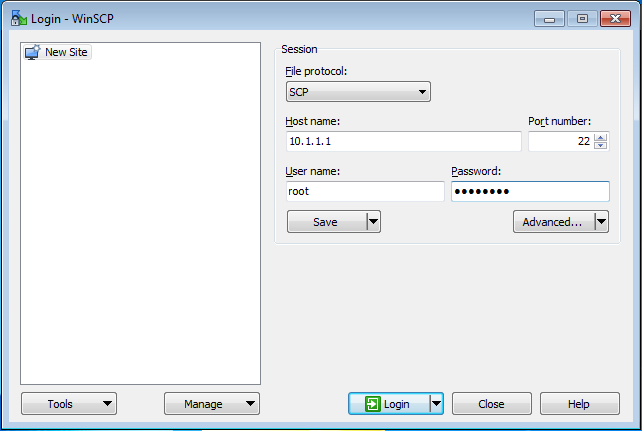 Login - WinSCP
New Site
Session
File protocol:
SCP
Host name:
Port number:
10.1.1.1
22
User name:
Password:
root
●●●●●●●●
Save
Advanced...
Tools
Manage
Login
Close
Help